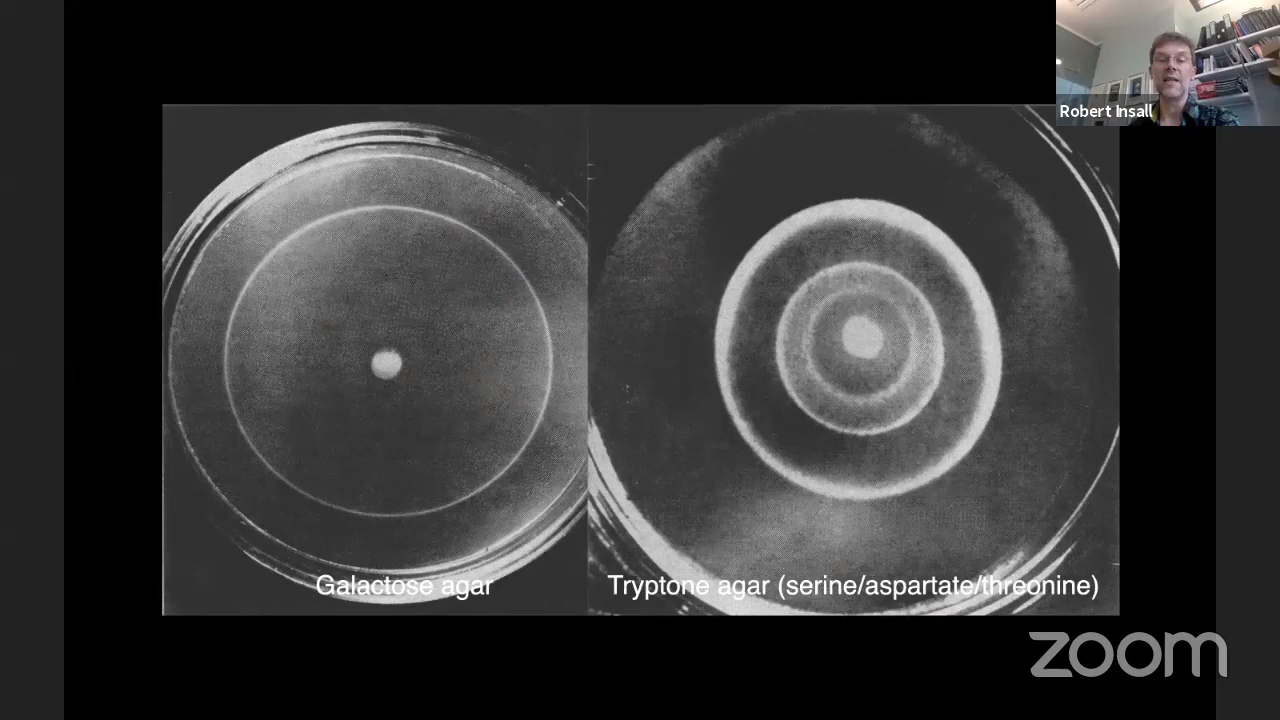 Robert Insall
Galactose agar
Tryptone agar (serine/aspartate/threonine)
zoom